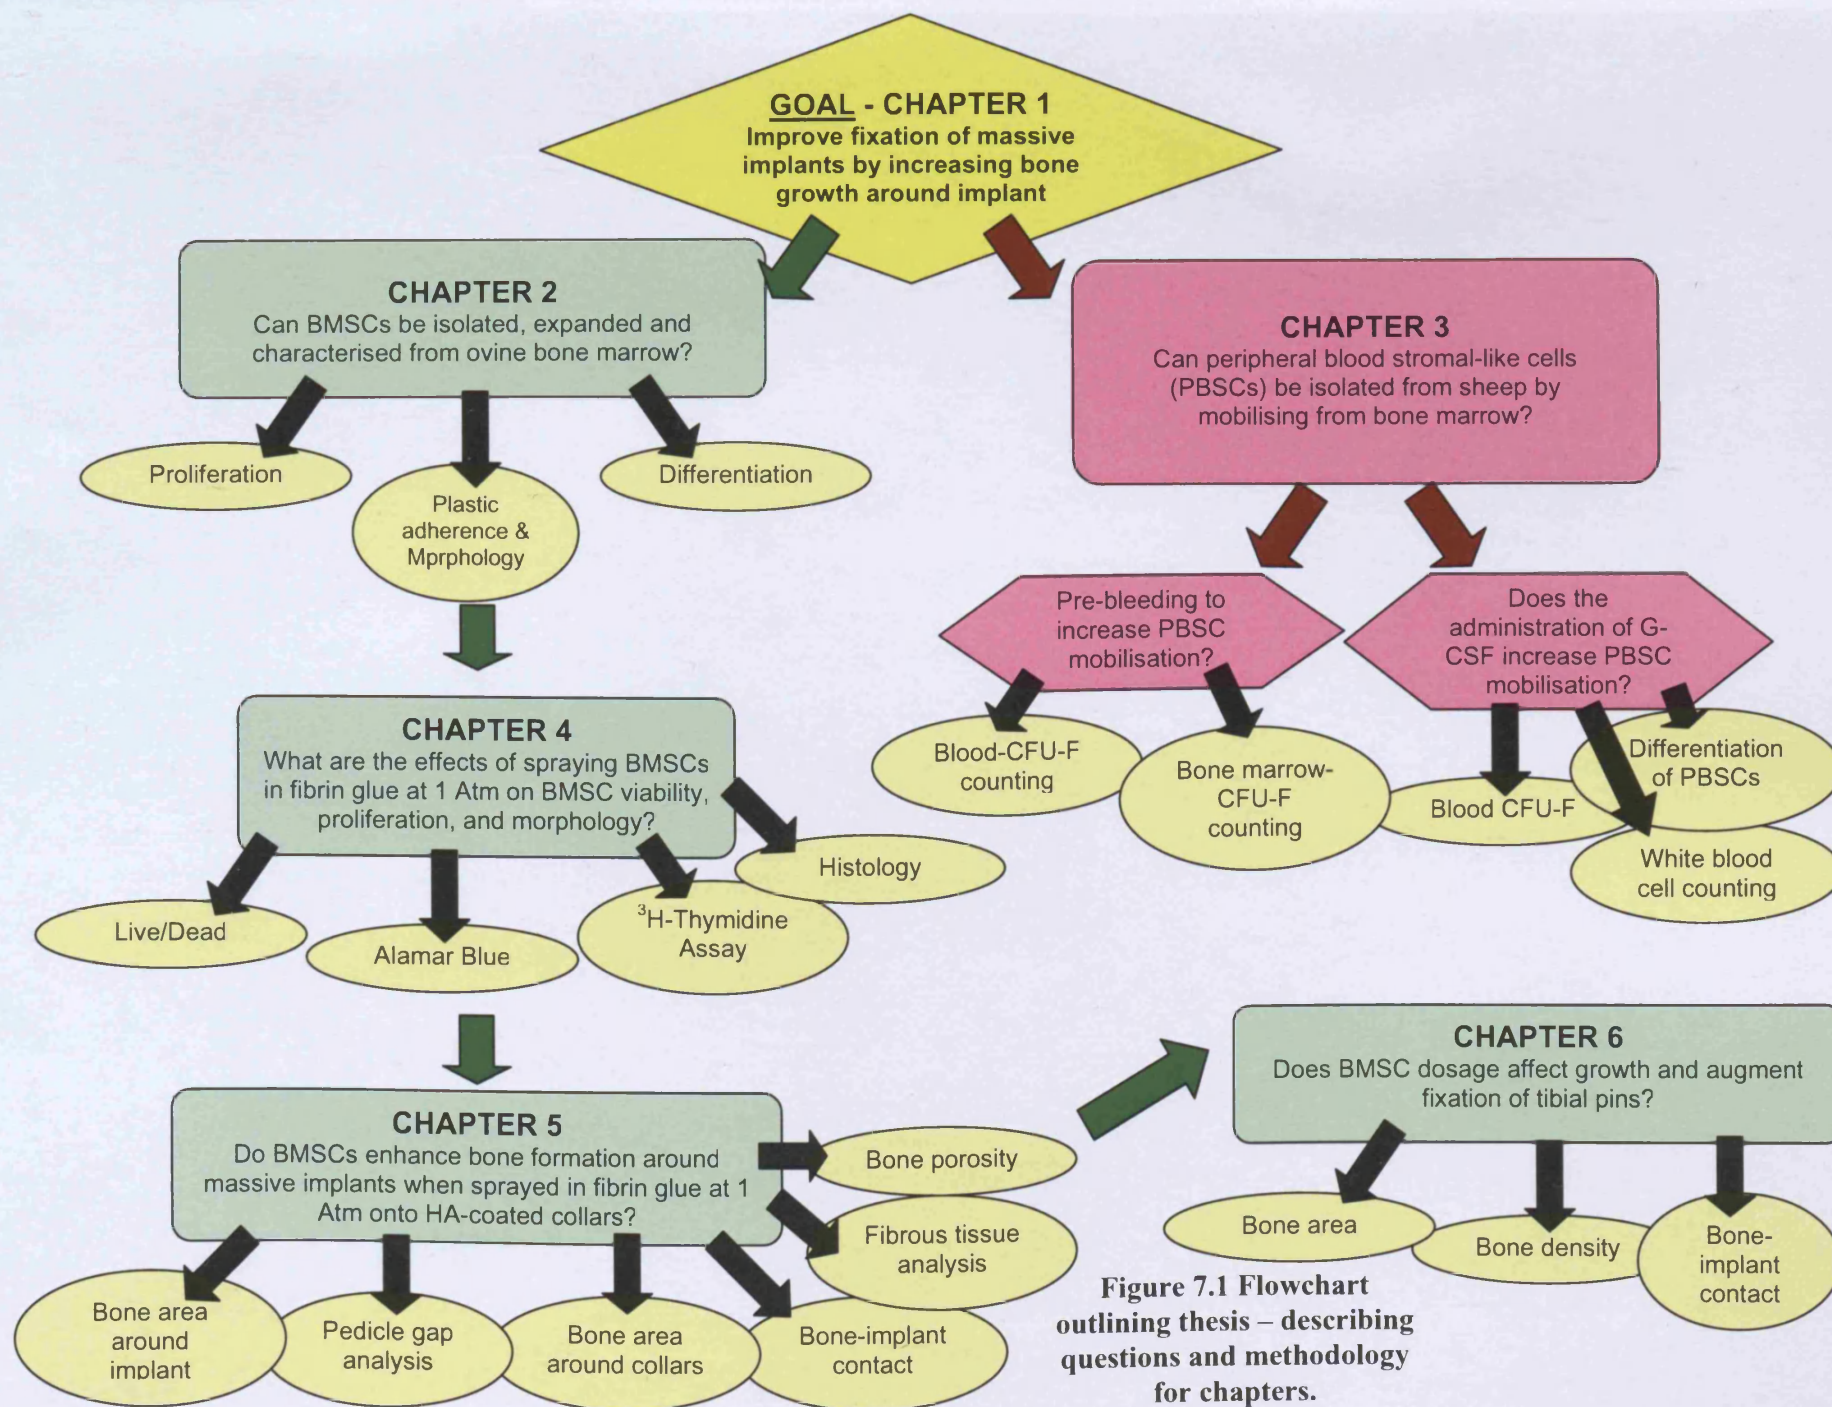 GOAL - CHAPTER 1
Improve fixation of massive
implants by increasing bone
growth around implant
CHAPTER 2
Can BMSCs be isolated, expanded and
characterised from ovine bone marrow?
Proliferation
Plastic
adherence &
Mprphology
Differentiation
CHAPTER 3
Can peripheral blood stromal-like cells
(PBSCs) be isolated from sheep by
mobilising from bone marrow?
Pre-bleeding to
increase PBSC
mobilisation?
Does the
administration of G-
CSF increase PBSC
mobilisation?
Blood-CFU-F
counting
Bone marrow-
CFU-F
counting
Blood CFU-F
Differentiation
of PBSCs
White blood
cell counting
CHAPTER 4
What are the effects of spraying BMSCs
in fibrin glue at 1 Atm on BMSC viability,
proliferation, and morphology?
Live/Dead
Alamar Blue
³H-Thymidine
Assay
Histology
CHAPTER 5
Do BMSCs enhance bone formation around
massive implants when sprayed in fibrin glue at 1
Atm onto HA-coated collars?
Bone area
around
implant
Pedicle gap
analysis
Bone area
around collars
Bone-implant
contact
Fibrous tissue
analysis
Bone porosity
CHAPTER 6
Does BMSC dosage affect growth and augment
fixation of tibial pins?
Bone area
Bone density
Bone-
implant
contact
Figure 7.1 Flowchart
outlining thesis – describing
questions and methodology
for chapters.